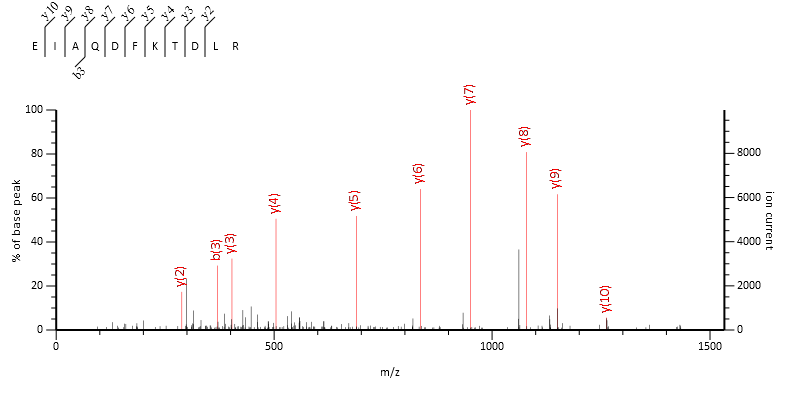 y10 y9 y8 y7 y6 y5 y4 y3 y2
E I A Q D F K T D L R
b3
y(7)
100
y(8)
80
8000
y(6)
y(9)
60
6000
y(4)
y(5)
% of base peak
ion current
b(3)
y(3)
40
4000
y(2)
20
2000
y(10)
0
0
0
500
1000
1500
m/z